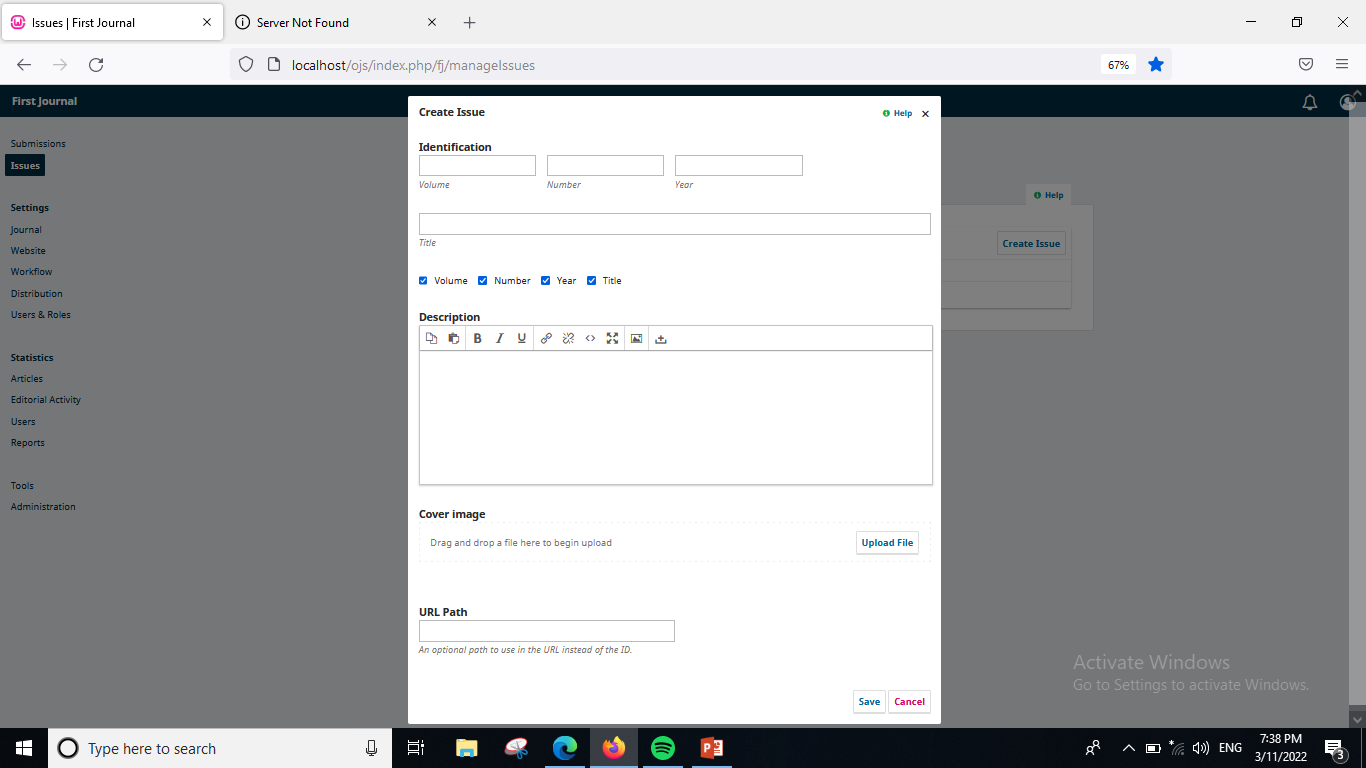 Issues | First Journal
Server Not Found
localhost/ojs/index.php/fj/manageIssues
67%
First Journal
Submissions
Issues
Settings
Journal
Website
Workflow
Distribution
Users & Roles
Statistics
Articles
Editorial Activity
Users
Reports
Tools
Administration
Create Issue
Help
Identification
Volume Number Year
Title
Volume Number Year Title
Description
B I U
Cover image
Drag and drop a file here to begin upload
Upload File
URL Path
An optional path to use in the URL instead of the ID.
Save Cancel
Help
Create Issue
Activate Windows
Go to Settings to activate Windows.
Type here to search
ENG
7:38 PM
3/11/2022
3